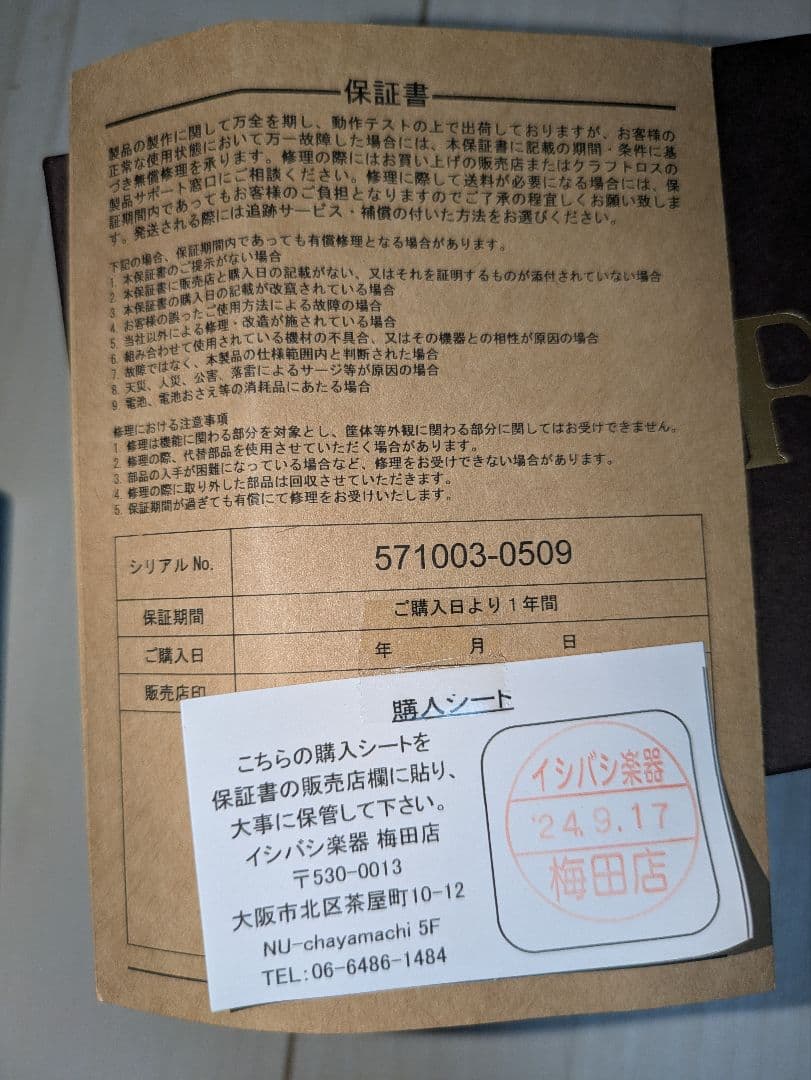 保証書
製品の製作に関して万全を期し、動作テストの上で出荷しておりますが、お客様の
正常な使用状態において万一故障した場合には、本保証書に記載の期間・条件に基
づき無償修理を承ります。修理の際にはお買い上げの販売店またはクラフトロスの
製品サポート窓口にご相談ください。修理に際して送料が必要になる場合には、保
証期間内であってもお客様のご負担となりますのでご了承の程宜しくお願い致しま
す。発送される際には追跡サービス・補償の付いた方法をお選びください。
下記の場合、保証期間内であっても有償修理となる場合があります。
1. 本保証書のご提示がない場合
2. 本保証書に販売店と購入日の記載がない、又はそれを証明するものが添付されていない場合
3. 本保証書の購入日の記載が改竄されている場合
4. お客様の誤ったご使用方法による故障の場合
5. 当社以外による修理・改造が施されている場合
6. 組み合わせて使用されている機材の不具合、又はその機器との相性が原因の場合
7. 故障ではなく、本製品の仕様範囲内と判断された場合
8. 天災、人災、公害、落雷によるサージ等が原因の場合
9. 電池、電池おさえ等の消耗品にあたる場合
修理における注意事項
1. 修理は機能に関わる部分を対象とし、筐体等外観に関わる部分に関してはお受けできません。
2. 修理の際、代替部品を使用させていただく場合があります。
3. 部品の入手が困難になっている場合など、修理をお受けできない場合があります。
4. 修理の際に取り外した部品は回収させていただきます。
5. 保証期間が過ぎても有償にて修理をお受けいたします。
シリアルNo. 571003-0509
保証期間 ご購入日より1年間
ご購入日 年 月 日
販売店印
購入シート
こちらの購入シートを
保証書の販売店欄に貼り、
大事に保管して下さい。
イシバシ楽器 梅田店
〒530-0013
大阪市北区茶屋町10-12
NU-chayamachi 5F
TEL:06-6486-1484
イシバシ楽器
'24.9.17
梅田店
R